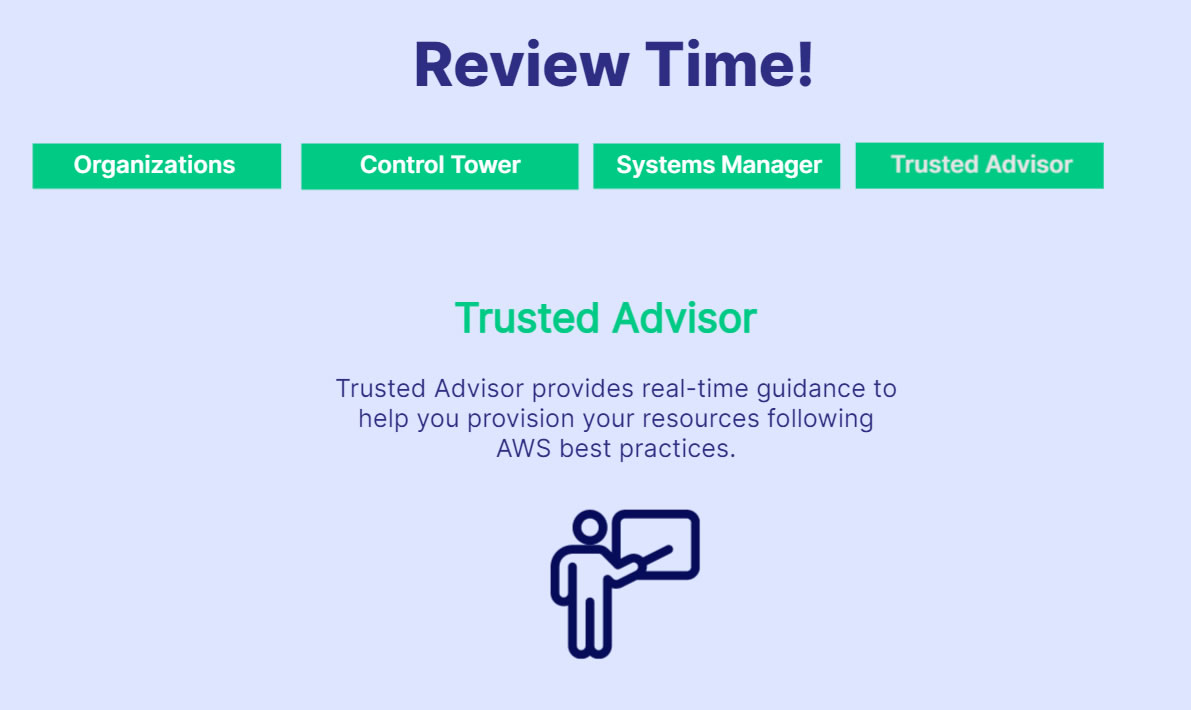 Review Time!
Organizations
Control Tower
Systems Manager
Trusted Advisor
Trusted Advisor
Trusted Advisor provides real-time guidance to
help you provision your resources following
AWS best practices.